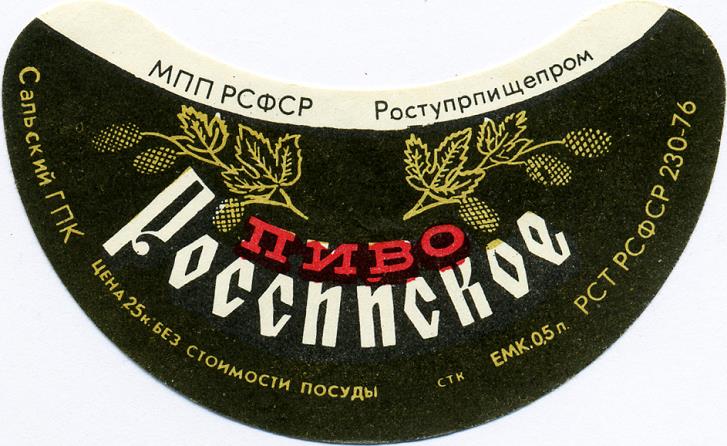 МПП РСФСР Роступрпищепром
Сальский ГПК
ПИВО
Российское
РСТ РСФСР 230-76
ЦЕНА 25к. БЕЗ СТОИМОСТИ ПОСУДЫ
СТК
ЕМК. 0,5 л.